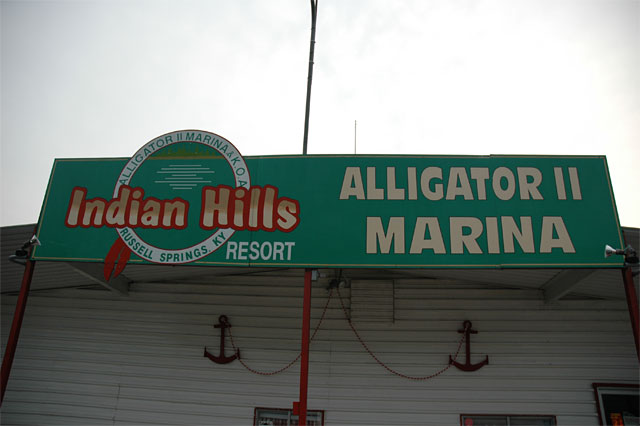 ALLIGATOR II MARINA & K.O.A.
Indian Hills
RUSSELL SPRINGS KY.
RESORT
ALLIGATOR II
MARINA